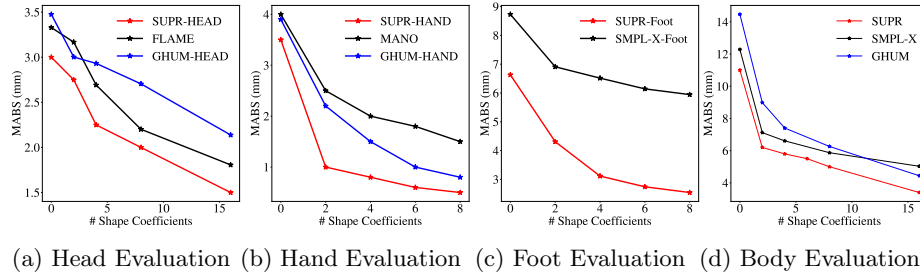 SUPR-HEAD
FLAME
GHUM-HEAD
MABS (mm)
3.5
3.0
2.5
2.0
1.5
0
5
10
15
# Shape Coefficients
(a) Head Evaluation
SUPR-HAND
MANO
GHUM-HAND
MABS (mm)
4
3
2
1
0
2
4
6
8
# Shape Coefficients
(b) Hand Evaluation
SUPR-Foot
SMPL-X-Foot
MABS (mm)
9
8
7
6
5
4
3
0
2
4
6
8
# Shape Coefficients
(c) Foot Evaluation
SUPR
SMPL-X
GHUM
MABS (mm)
14
12
10
8
6
4
0
5
10
15
# Shape Coefficients
(d) Body Evaluation